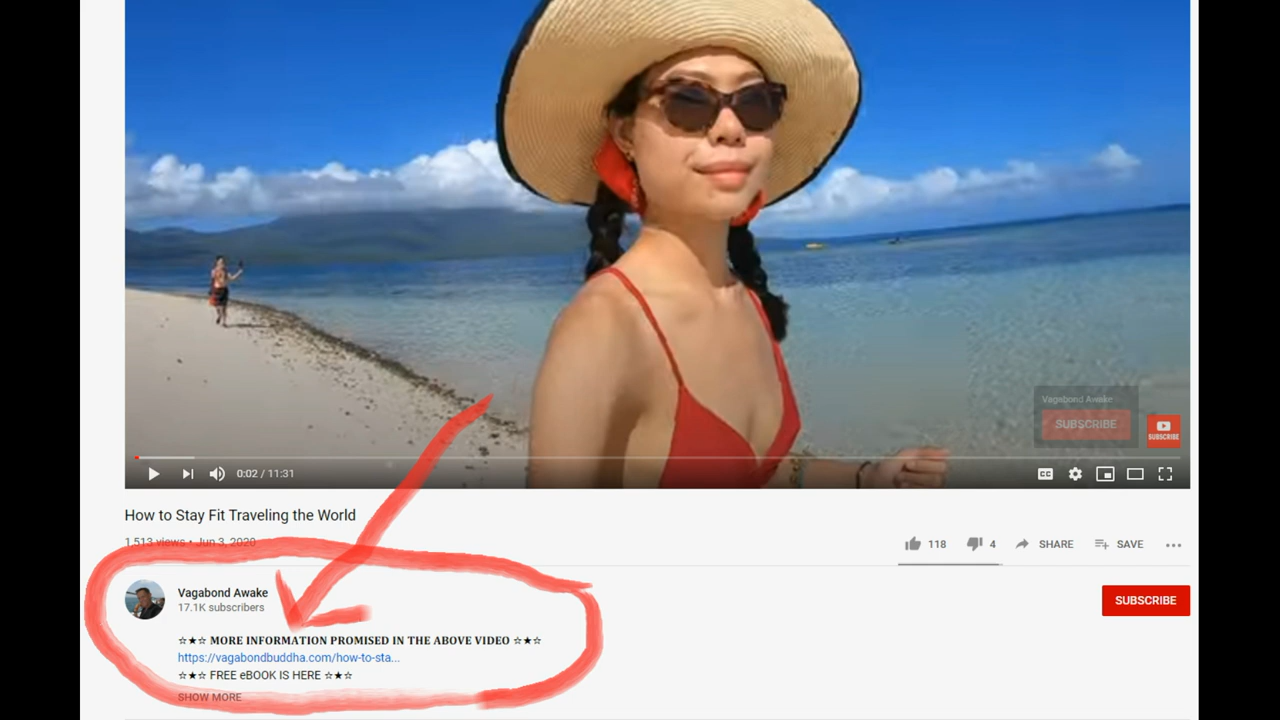 Vagabond Awake
SUBSCRIBE
SUBSCRIBE
0:02 / 11:31
CC
How to Stay Fit Traveling the World
1,513 views • Jun 3, 2020
118
4
SHARE
SAVE
Vagabond Awake
17.1K subscribers
SUBSCRIBE
☆★☆ MORE INFORMATION PROMISED IN THE ABOVE VIDEO ☆★☆
https://vagabondbuddha.com/how-to-sta...
☆★☆ FREE eBOOK IS HERE ☆★☆
SHOW MORE